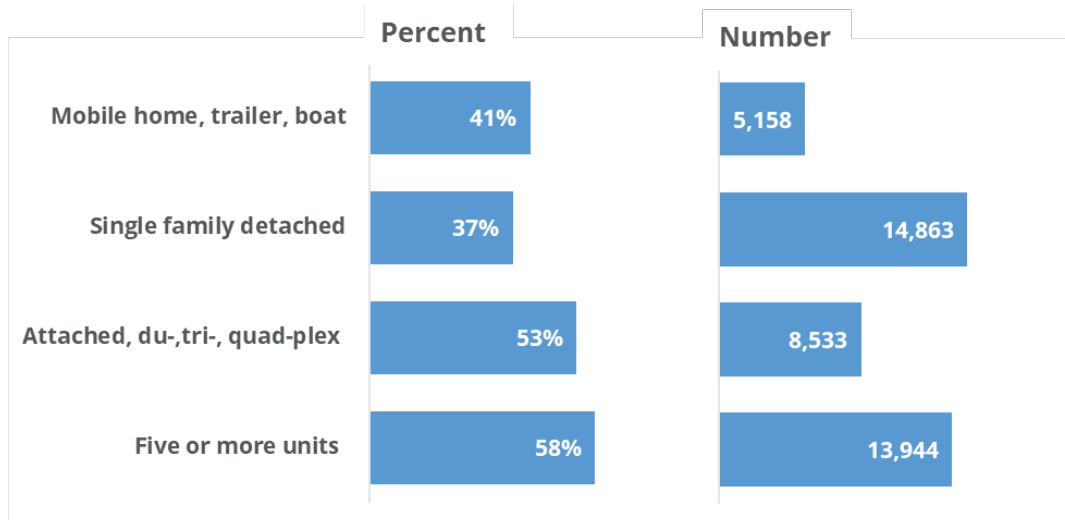 Percent Number
Mobile home, trailer, boat 41% 5,158
Single family detached 37% 14,863
Attached, du-,tri-, quad-plex 53% 8,533
Five or more units 58% 13,944